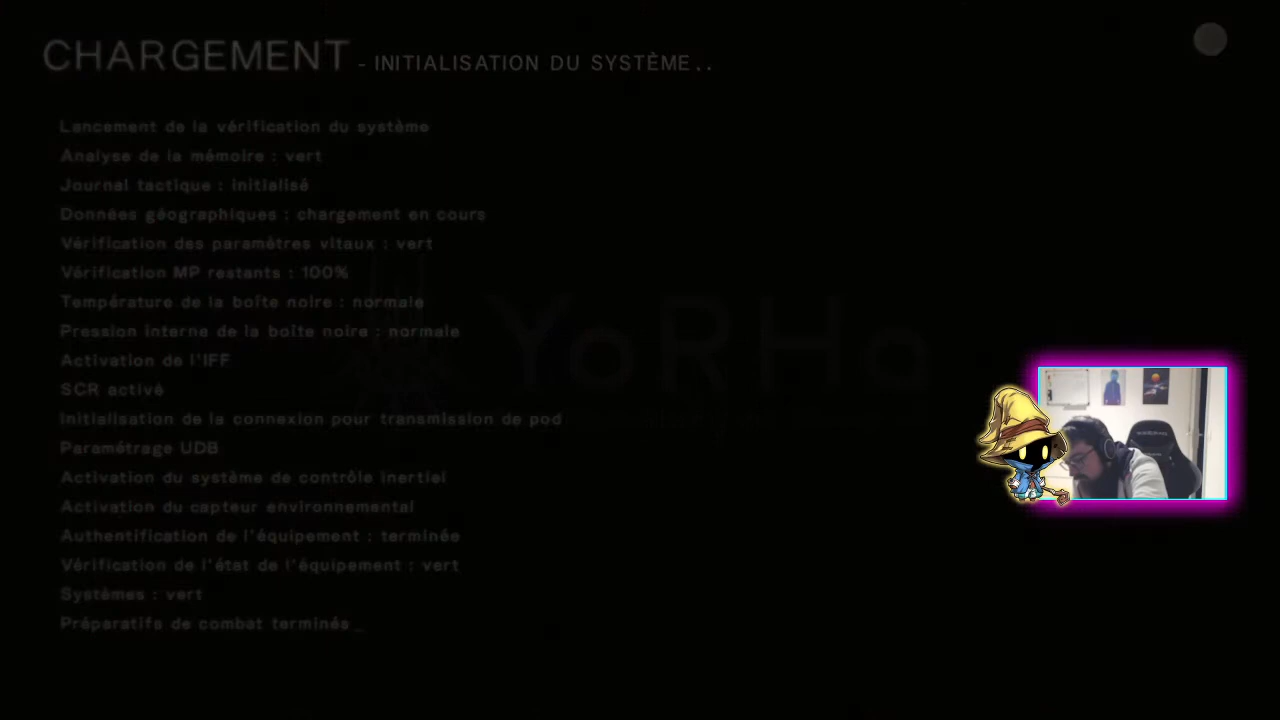 CHARGEMENT - INITIALISATION DU SYSTÈME..
Lancement de la vérification du système
Analyse de la mémoire : vert
Journal tactique : initialisé
Données géographiques : chargement en cours
Vérification des paramètres vitaux : vert
Vérification MP restants : 100%
Température de la boîte noire : normale
Pression interne de la boîte noire : normale
Activation de l'IFF
SCR activé
Initialisation de la connexion pour transmission de pod
Paramétrage UDB
Activation du système de contrôle inertiel
Activation du capteur environnemental
Authentification de l'équipement : terminée
Vérification de l'état de l'équipement : vert
Systèmes : vert
Préparatifs de combat terminés _
YoRHa